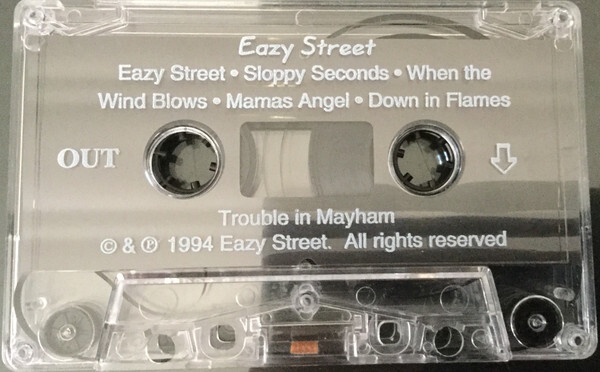 Eazy Street
Eazy Street • Sloppy Seconds • When the
Wind Blows • Mamas Angel • Down in Flames
OUT
Trouble in Mayham
© & ℗ 1994 Eazy Street. All rights reserved